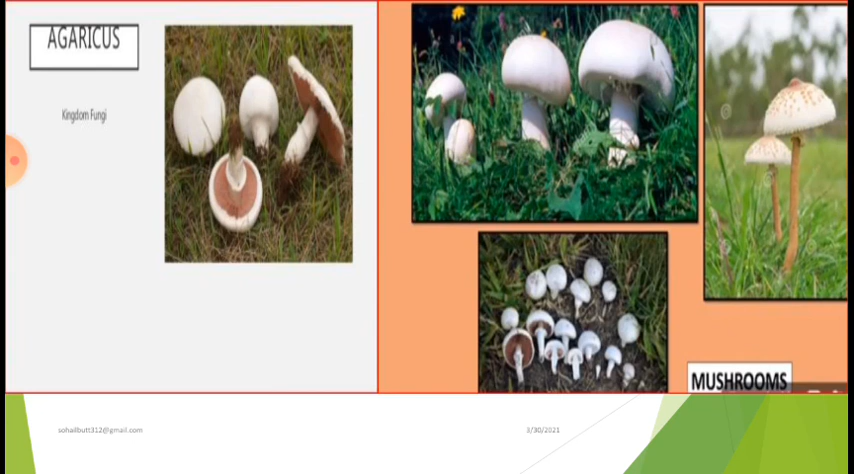 AGARICUS
Kingdom Fungi
MUSHROOMS
sohailbutt312@gmail.com
3/30/2021